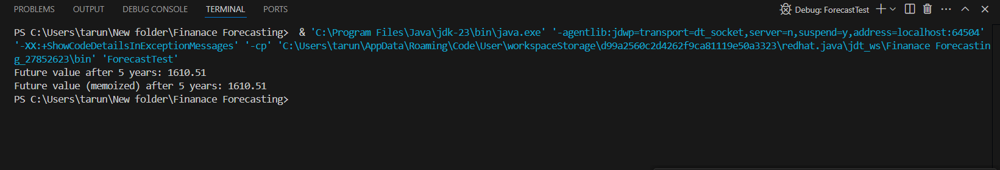 PROBLEMS OUTPUT DEBUG CONSOLE TERMINAL PORTS Debug: ForecastTest
PS C:\Users\tarun\New folder\Finanace Forecasting>  & 'C:\Program Files\Java\jdk-23\bin\java.exe' '-agentlib:jdwp=transport=dt_socket,server=n,suspend=y,address=localhost:64504'
'-XX:+ShowCodeDetailsInExceptionMessages' '-cp' 'C:\Users\tarun\AppData\Roaming\Code\User\workspaceStorage\d99a2560c2d4262f9ca81119e50a3323\redhat.java\jdt_ws\Finanace Forecastin
g_27852623\bin' 'ForecastTest'
Future value after 5 years: 1610.51
Future value (memoized) after 5 years: 1610.51
PS C:\Users\tarun\New folder\Finanace Forecasting>